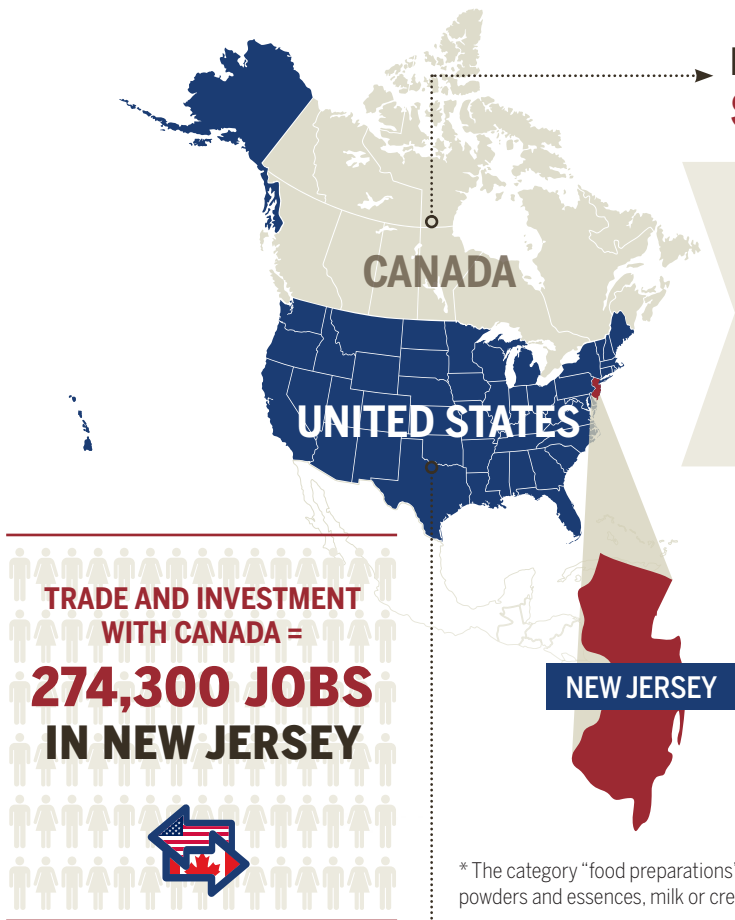 CANADA
UNITED STATES
TRADE AND INVESTMENT
WITH CANADA =
274,300 JOBS
IN NEW JERSEY
NEW JERSEY
* The category “food preparations”
powders and essences, milk or cre